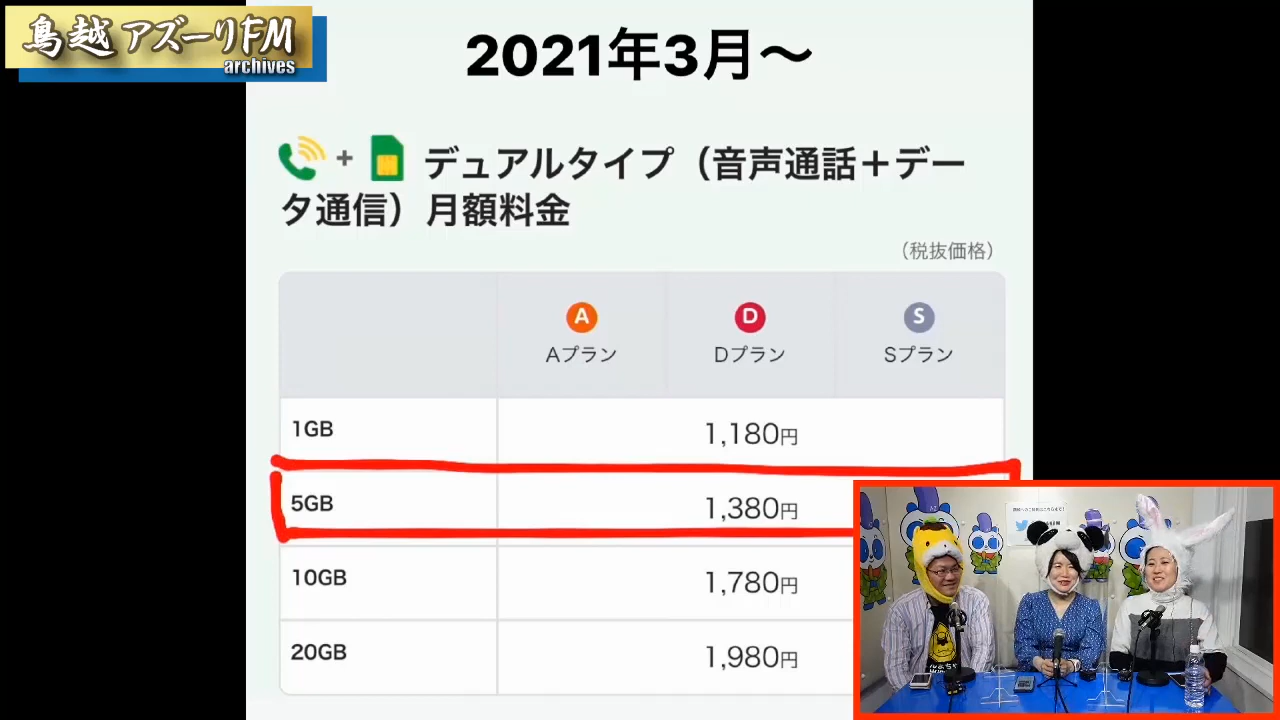 鳥越アズーリFM
archives
2021年3月〜
+ デュアルタイプ（音声通話＋デー
タ通信）月額料金
（税抜価格）
A D S
Aプラン Dプラン Sプラン
1GB 1,180円
5GB 1,380円
10GB 1,780円
20GB 1,980円